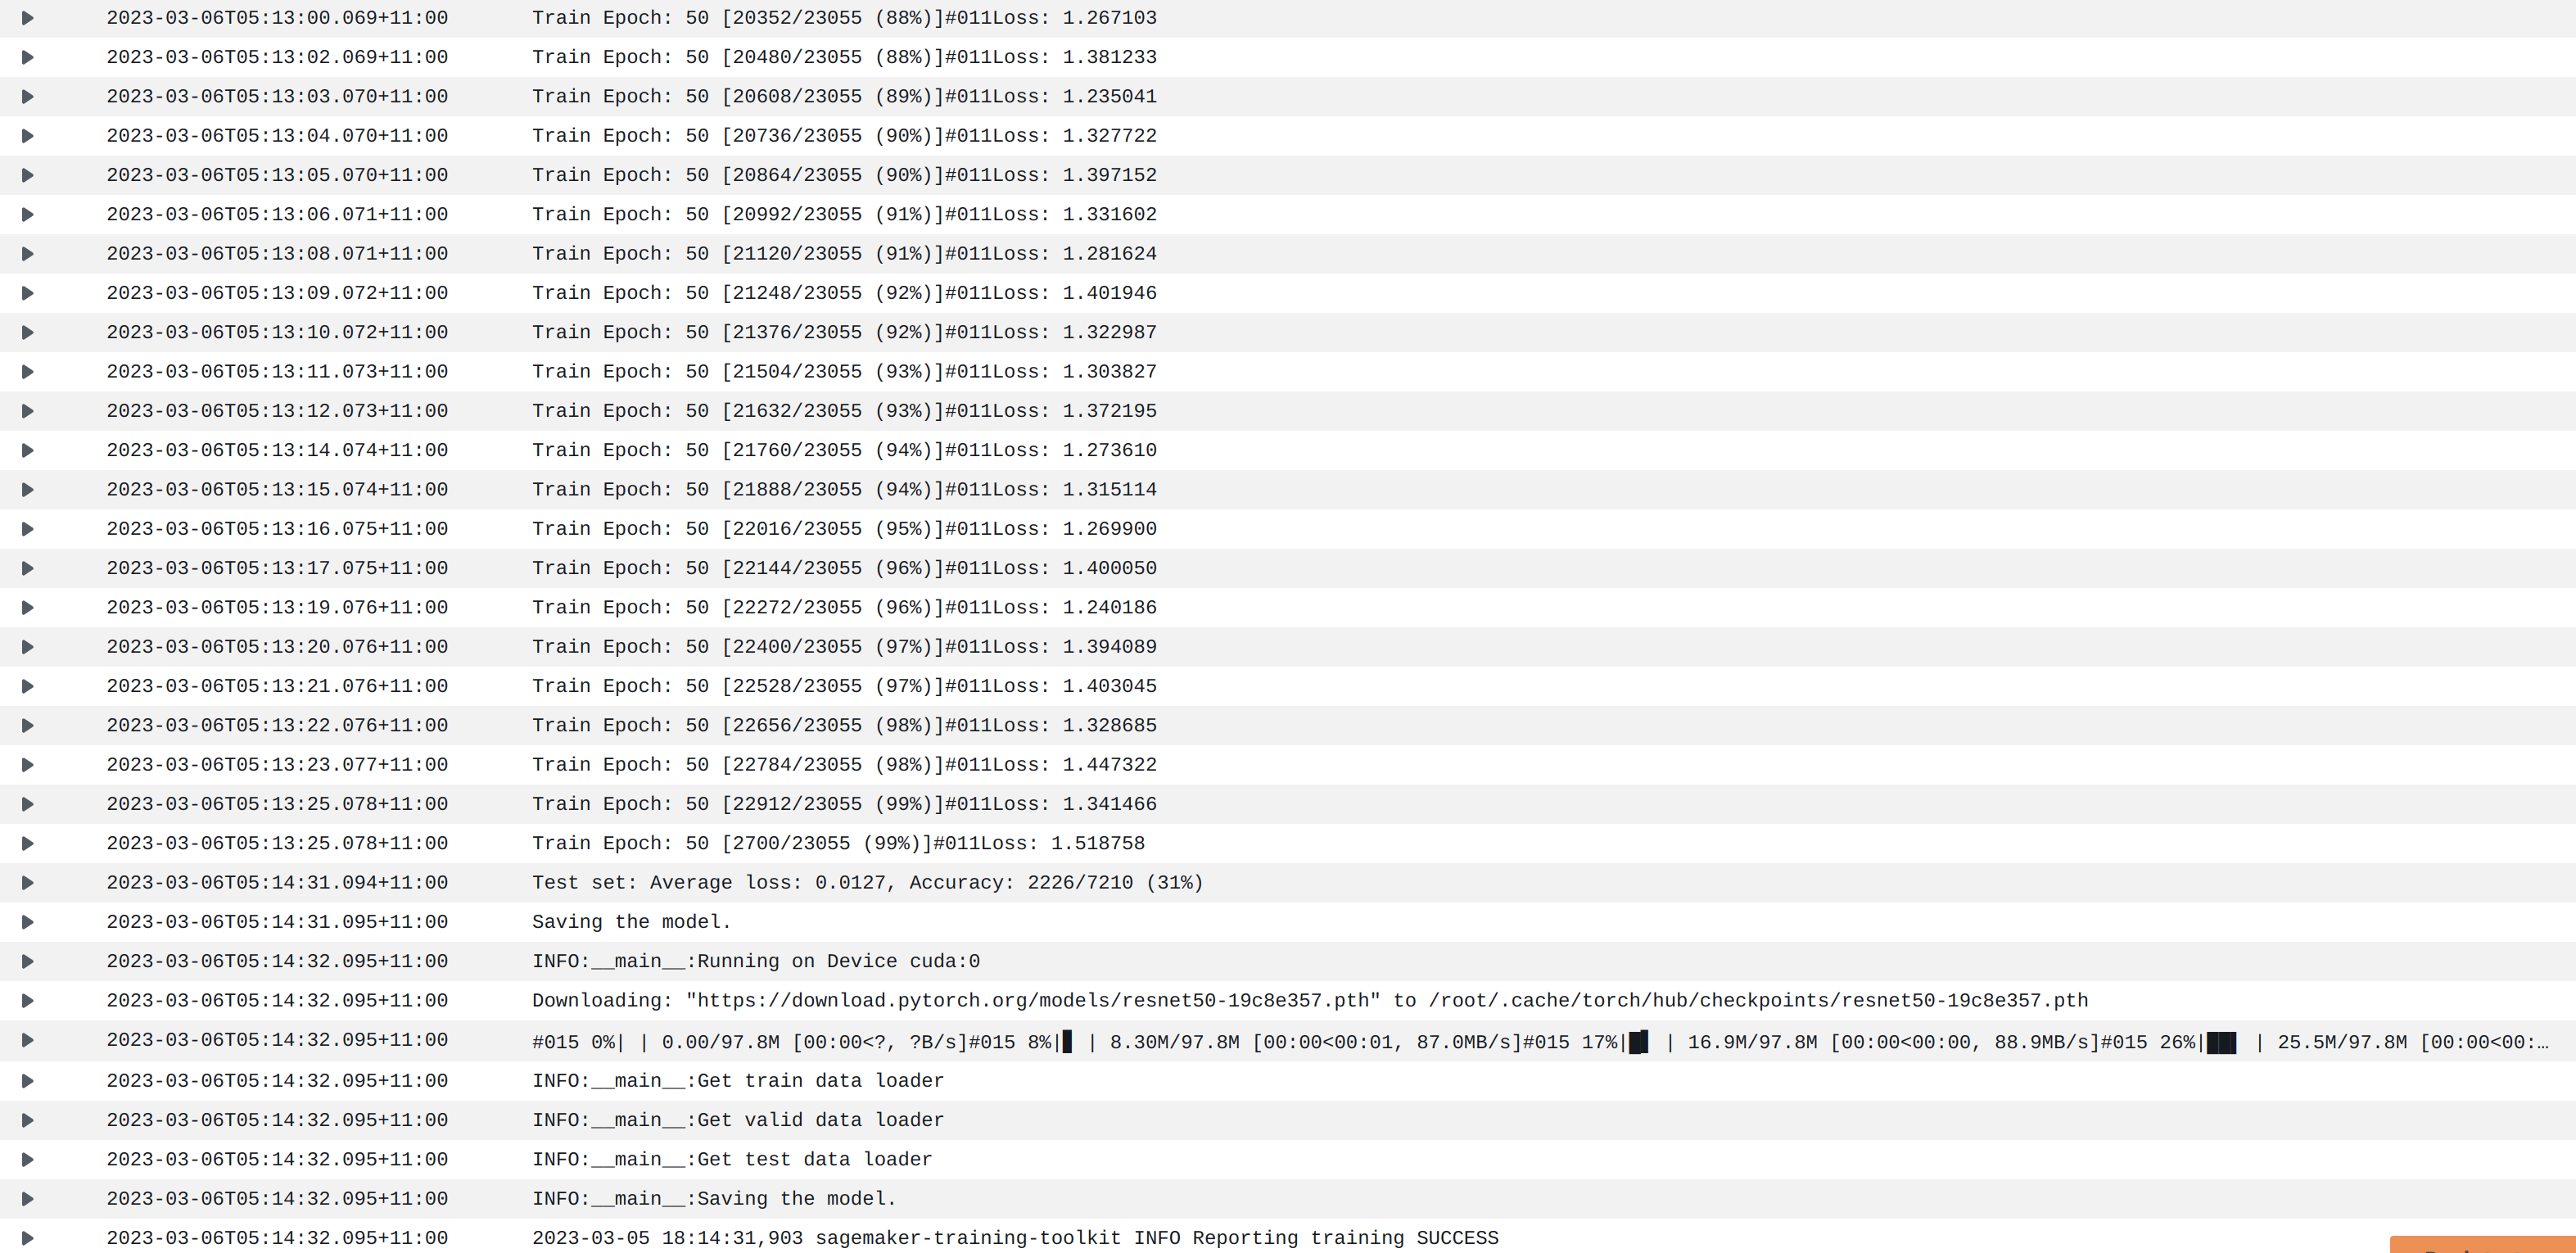 2023-03-06T05:13:00.069+11:00 Train Epoch: 50 [20352/23055 (88%)]#011Loss: 1.267103
2023-03-06T05:13:02.069+11:00 Train Epoch: 50 [20480/23055 (88%)]#011Loss: 1.381233
2023-03-06T05:13:03.070+11:00 Train Epoch: 50 [20608/23055 (89%)]#011Loss: 1.235041
2023-03-06T05:13:04.070+11:00 Train Epoch: 50 [20736/23055 (90%)]#011Loss: 1.327722
2023-03-06T05:13:05.070+11:00 Train Epoch: 50 [20864/23055 (90%)]#011Loss: 1.397152
2023-03-06T05:13:06.071+11:00 Train Epoch: 50 [20992/23055 (91%)]#011Loss: 1.331602
2023-03-06T05:13:08.071+11:00 Train Epoch: 50 [21120/23055 (91%)]#011Loss: 1.281624
2023-03-06T05:13:09.072+11:00 Train Epoch: 50 [21248/23055 (92%)]#011Loss: 1.401946
2023-03-06T05:13:10.072+11:00 Train Epoch: 50 [21376/23055 (92%)]#011Loss: 1.322987
2023-03-06T05:13:11.073+11:00 Train Epoch: 50 [21504/23055 (93%)]#011Loss: 1.303827
2023-03-06T05:13:12.073+11:00 Train Epoch: 50 [21632/23055 (93%)]#011Loss: 1.372195
2023-03-06T05:13:14.074+11:00 Train Epoch: 50 [21760/23055 (94%)]#011Loss: 1.273610
2023-03-06T05:13:15.074+11:00 Train Epoch: 50 [21888/23055 (94%)]#011Loss: 1.315114
2023-03-06T05:13:16.075+11:00 Train Epoch: 50 [22016/23055 (95%)]#011Loss: 1.269900
2023-03-06T05:13:17.075+11:00 Train Epoch: 50 [22144/23055 (96%)]#011Loss: 1.400050
2023-03-06T05:13:19.076+11:00 Train Epoch: 50 [22272/23055 (96%)]#011Loss: 1.240186
2023-03-06T05:13:20.076+11:00 Train Epoch: 50 [22400/23055 (97%)]#011Loss: 1.394089
2023-03-06T05:13:21.076+11:00 Train Epoch: 50 [22528/23055 (97%)]#011Loss: 1.403045
2023-03-06T05:13:22.076+11:00 Train Epoch: 50 [22656/23055 (98%)]#011Loss: 1.328685
2023-03-06T05:13:23.077+11:00 Train Epoch: 50 [22784/23055 (98%)]#011Loss: 1.447322
2023-03-06T05:13:25.078+11:00 Train Epoch: 50 [22912/23055 (99%)]#011Loss: 1.341466
2023-03-06T05:13:25.078+11:00 Train Epoch: 50 [2700/23055 (99%)]#011Loss: 1.518758
2023-03-06T05:14:31.094+11:00 Test set: Average loss: 0.0127, Accuracy: 2226/7210 (31%)
2023-03-06T05:14:31.095+11:00 Saving the model.
2023-03-06T05:14:32.095+11:00 INFO:__main__:Running on Device cuda:0
2023-03-06T05:14:32.095+11:00 Downloading: "https://download.pytorch.org/models/resnet50-19c8e357.pth" to /root/.cache/torch/hub/checkpoints/resnet50-19c8e357.pth
2023-03-06T05:14:32.095+11:00 #015 0%| | 0.00/97.8M [00:00<?, ?B/s]#015 8%|▊ | 8.30M/97.8M [00:00<00:01, 87.0MB/s]#015 17%|█▋ | 16.9M/97.8M [00:00<00:00, 88.9MB/s]#015 26%|██▌ | 25.5M/97.8M [00:00<00:…
2023-03-06T05:14:32.095+11:00 INFO:__main__:Get train data loader
2023-03-06T05:14:32.095+11:00 INFO:__main__:Get valid data loader
2023-03-06T05:14:32.095+11:00 INFO:__main__:Get test data loader
2023-03-06T05:14:32.095+11:00 INFO:__main__:Saving the model.
2023-03-06T05:14:32.095+11:00 2023-03-05 18:14:31,903 sagemaker-training-toolkit INFO Reporting training SUCCESS